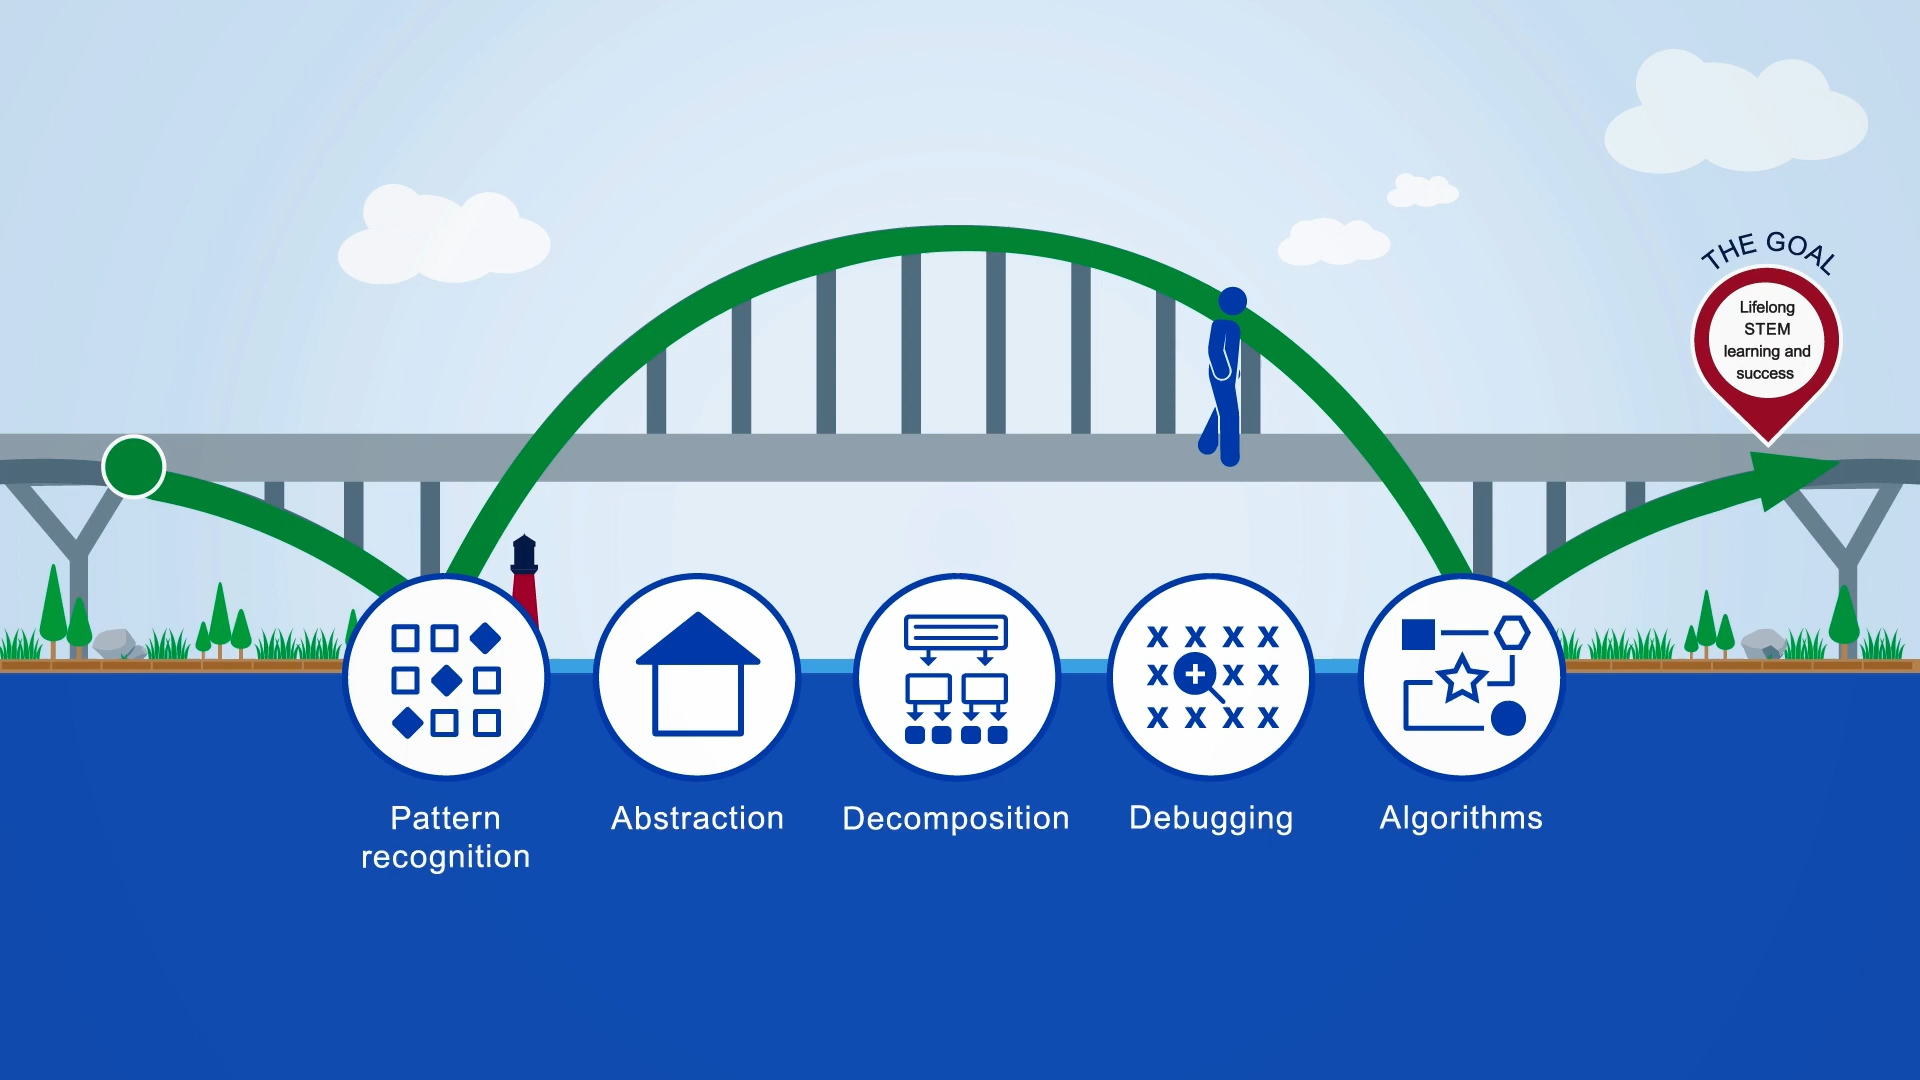 THE GOAL
Lifelong
STEM
learning and
success
x x x x
x x x
x x x x
Pattern
recognition
Abstraction
Decomposition
Debugging
Algorithms